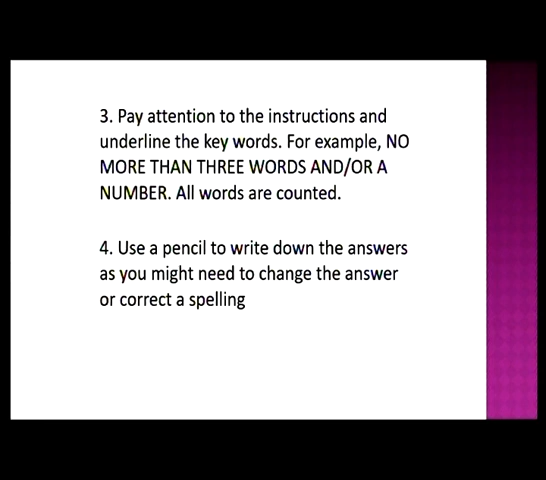 3. Pay attention to the instructions and
underline the key words. For example, NO
MORE THAN THREE WORDS AND/OR A
NUMBER. All words are counted.
4. Use a pencil to write down the answers
as you might need to change the answer
or correct a spelling